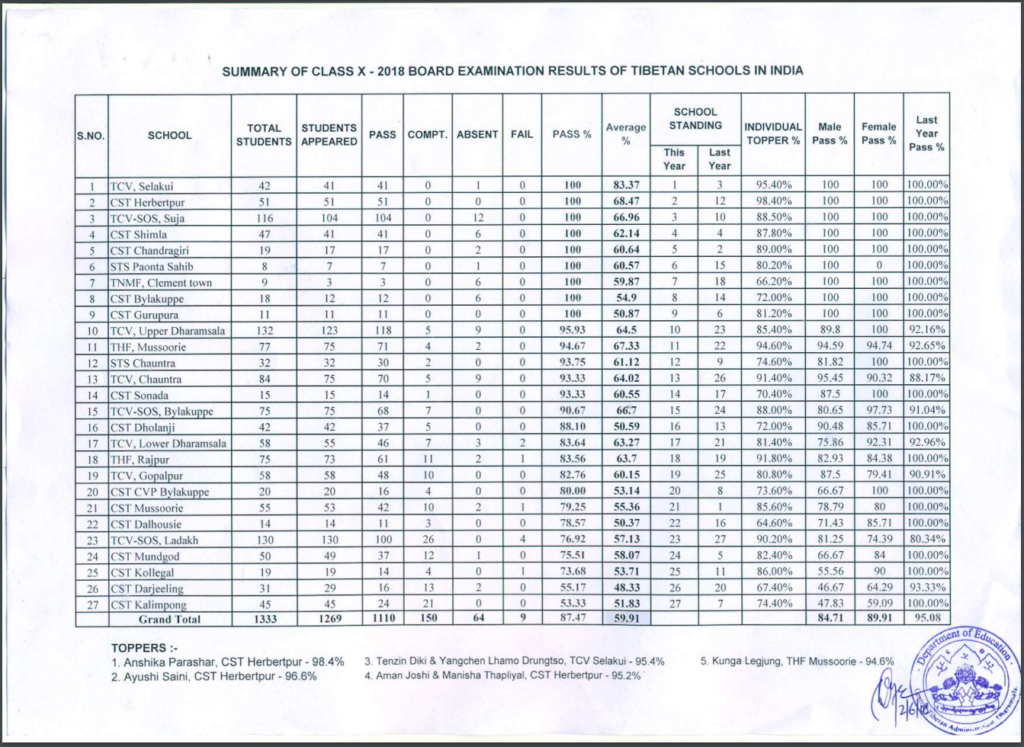 SUMMARY OF CLASS X - 2018 BOARD EXAMINATION RESULTS OF TIBETAN SCHOOLS IN INDIA
S.NO. SCHOOL TOTAL STUDENTS STUDENTS APPEARED PASS COMPT. ABSENT FAIL PASS % Average % SCHOOL STANDING This Year Last Year INDIVIDUAL TOPPER % Male Pass % Female Pass % Last Year Pass %
1 TCV, Selakui 42 41 41 0 1 0 100 83.37 1 3 95.40% 100 100 100.00%
2 CST Herbertpur 51 51 51 0 0 0 100 68.47 2 12 98.40% 100 100 100.00%
3 TCV-SOS, Suja 116 104 104 0 12 0 100 66.96 3 10 88.50% 100 100 100.00%
4 CST Shimla 47 41 41 0 6 0 100 62.14 4 4 87.80% 100 100 100.00%
5 CST Chandragiri 19 17 17 0 2 0 100 60.64 5 2 89.00% 100 100 100.00%
6 STS Paonta Sahib 8 7 7 0 1 0 100 60.57 6 15 80.20% 100 0 100.00%
7 TNMF, Clement town 9 3 3 0 6 0 100 59.87 7 18 66.20% 100 100 100.00%
8 CST Bylakuppe 18 12 12 0 6 0 100 54.9 8 14 72.00% 100 100 100.00%
9 CST Gurupura 11 11 11 0 0 0 100 50.87 9 6 81.20% 100 100 100.00%
10 TCV, Upper Dharamsala 132 123 118 5 9 0 95.93 64.5 10 23 85.40% 89.8 100 92.16%
11 THF, Mussoorie 77 75 71 4 2 0 94.67 67.33 11 22 94.59% 94.59 94.74 92.65%
12 STS Chauntra 32 32 30 2 0 0 93.75 61.12 12 9 74.60% 81.82 100 100.00%
13 TCV, Chauntra 84 75 70 5 9 0 93.33 64.02 13 26 91.40% 95.45 90.32 88.17%
14 CST Sonada 15 15 14 1 0 0 93.33 60.55 14 17 70.40% 87.5 100 100.00%
15 TCV-SOS, Bylakuppe 75 75 68 7 0 0 90.67 66.7 15 24 88.00% 80.65 97.73 91.04%
16 CST Dholanji 42 42 37 5 0 0 88.10 50.59 16 13 72.00% 90.48 85.71 100.00%
17 TCV, Lower Dharamsala 58 55 46 7 3 2 83.64 63.27 17 21 81.40% 75.86 92.31 92.96%
18 THF, Rajpur 75 73 61 11 2 1 83.56 63.7 18 19 91.80% 82.93 84.38 100.00%
19 TCV, Gopalpur 58 58 48 10 0 0 82.76 60.15 19 25 80.80% 87.5 79.41 90.91%
20 CST CVP Bylakuppe 20 20 16 4 0 0 80.00 53.14 20 8 73.60% 66.67 100 100.00%
21 CST Mussoorie 55 53 42 10 2 1 79.25 55.36 21 1 85.60% 78.79 80 100.00%
22 CST Dalhousie 14 14 11 3 0 0 78.57 50.37 22 16 64.60% 71.43 85.71 100.00%
23 TCV-SOS, Ladakh 130 130 100 26 0 4 76.92 57.13 23 27 90.20% 81.25 74.39 80.34%
24 CST Mundgod 50 49 37 12 1 0 75.51 58.07 24 5 82.40% 66.67 84 100.00%
25 CST Kollegal 19 19 14 4 0 1 73.68 53.71 25 11 86.00% 55.56 90 100.00%
26 CST Darjeeling 31 29 16 13 2 0 55.17 48.33 26 20 67.40% 46.67 64.29 93.33%
27 CST Kalimpong 45 45 24 21 0 0 53.33 51.83 27 7 74.40% 47.83 59.09 100.00%
Grand Total 1333 1269 1110 150 64 9 87.47 59.91 84.71 89.91 95.08
TOPPERS :-
1. Anshika Parashar, CST Herbertpur - 98.4% 3. Tenzin Diki & Yangchen Lhamo Drungtso, TCV Selakui - 95.4% 5. Kunga Legjung, THF Mussoorie - 94.6%
2. Ayushi Saini, CST Herbertpur - 96.6% 4. Aman Joshi & Manisha Thapliyal, CST Herbertpur - 95.2%
Department of Education
Tibetan Administration